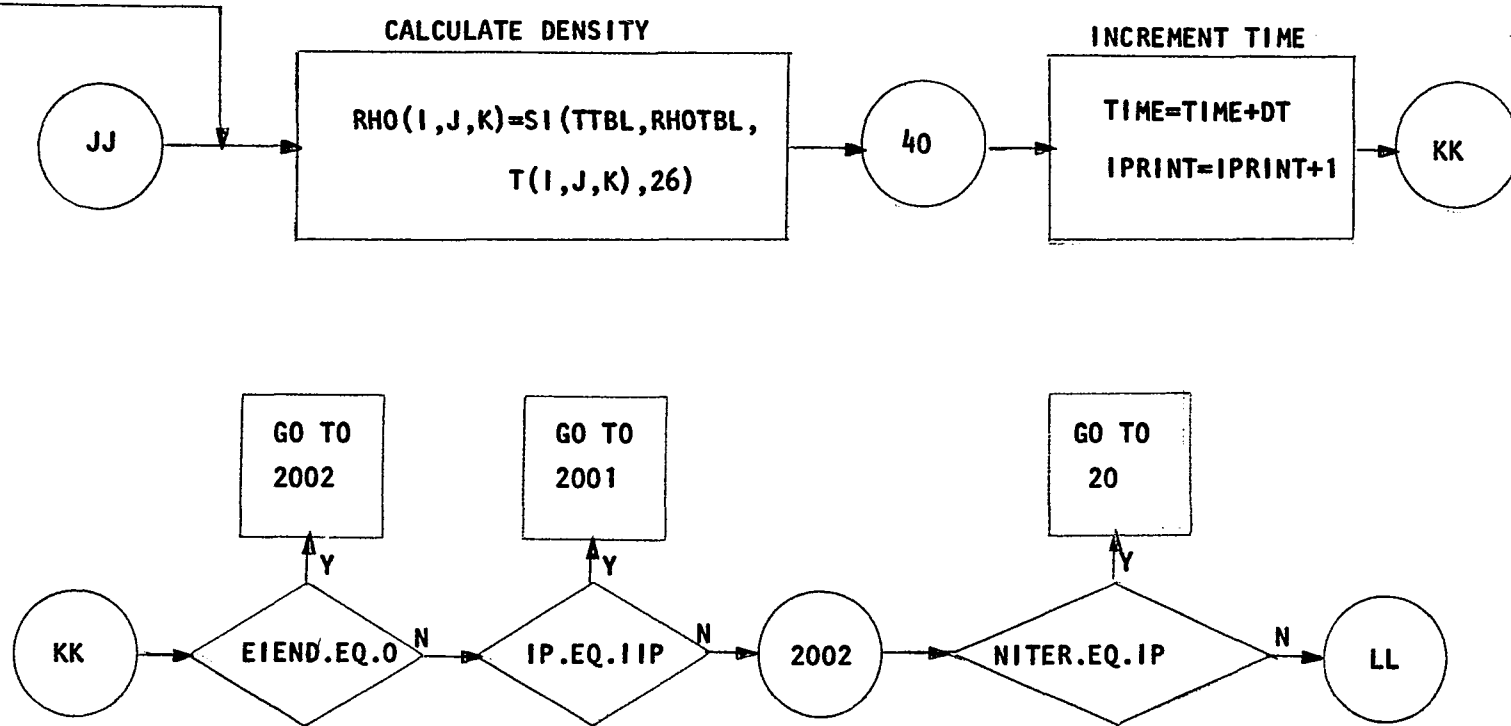 CALCULATE DENSITY
INCREMENT TIME
JJ
RHO(I,J,K)=SI(TTBL,RHOTBL,
T(I,J,K),26)
40
TIME=TIME+DT
IPRINT=IPRINT+1
KK
GO TO
2002
GO TO
2001
GO TO
20
Y
Y
Y
KK
EIEND.EQ.O
N
IP.EQ.IIP
N
2002
NITER.EQ.IP
N
LL